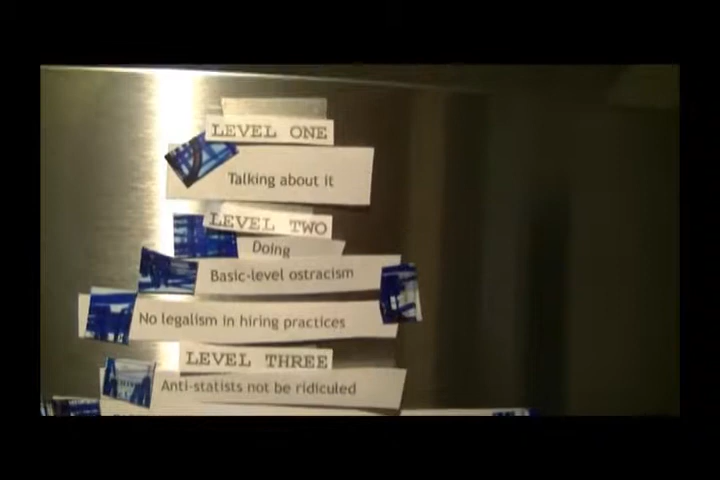 LEVEL ONE
Talking about it
LEVEL TWO
Doing
Basic-level ostracism
No legalism in hiring practices
LEVEL THREE
Anti-statists not be ridiculed